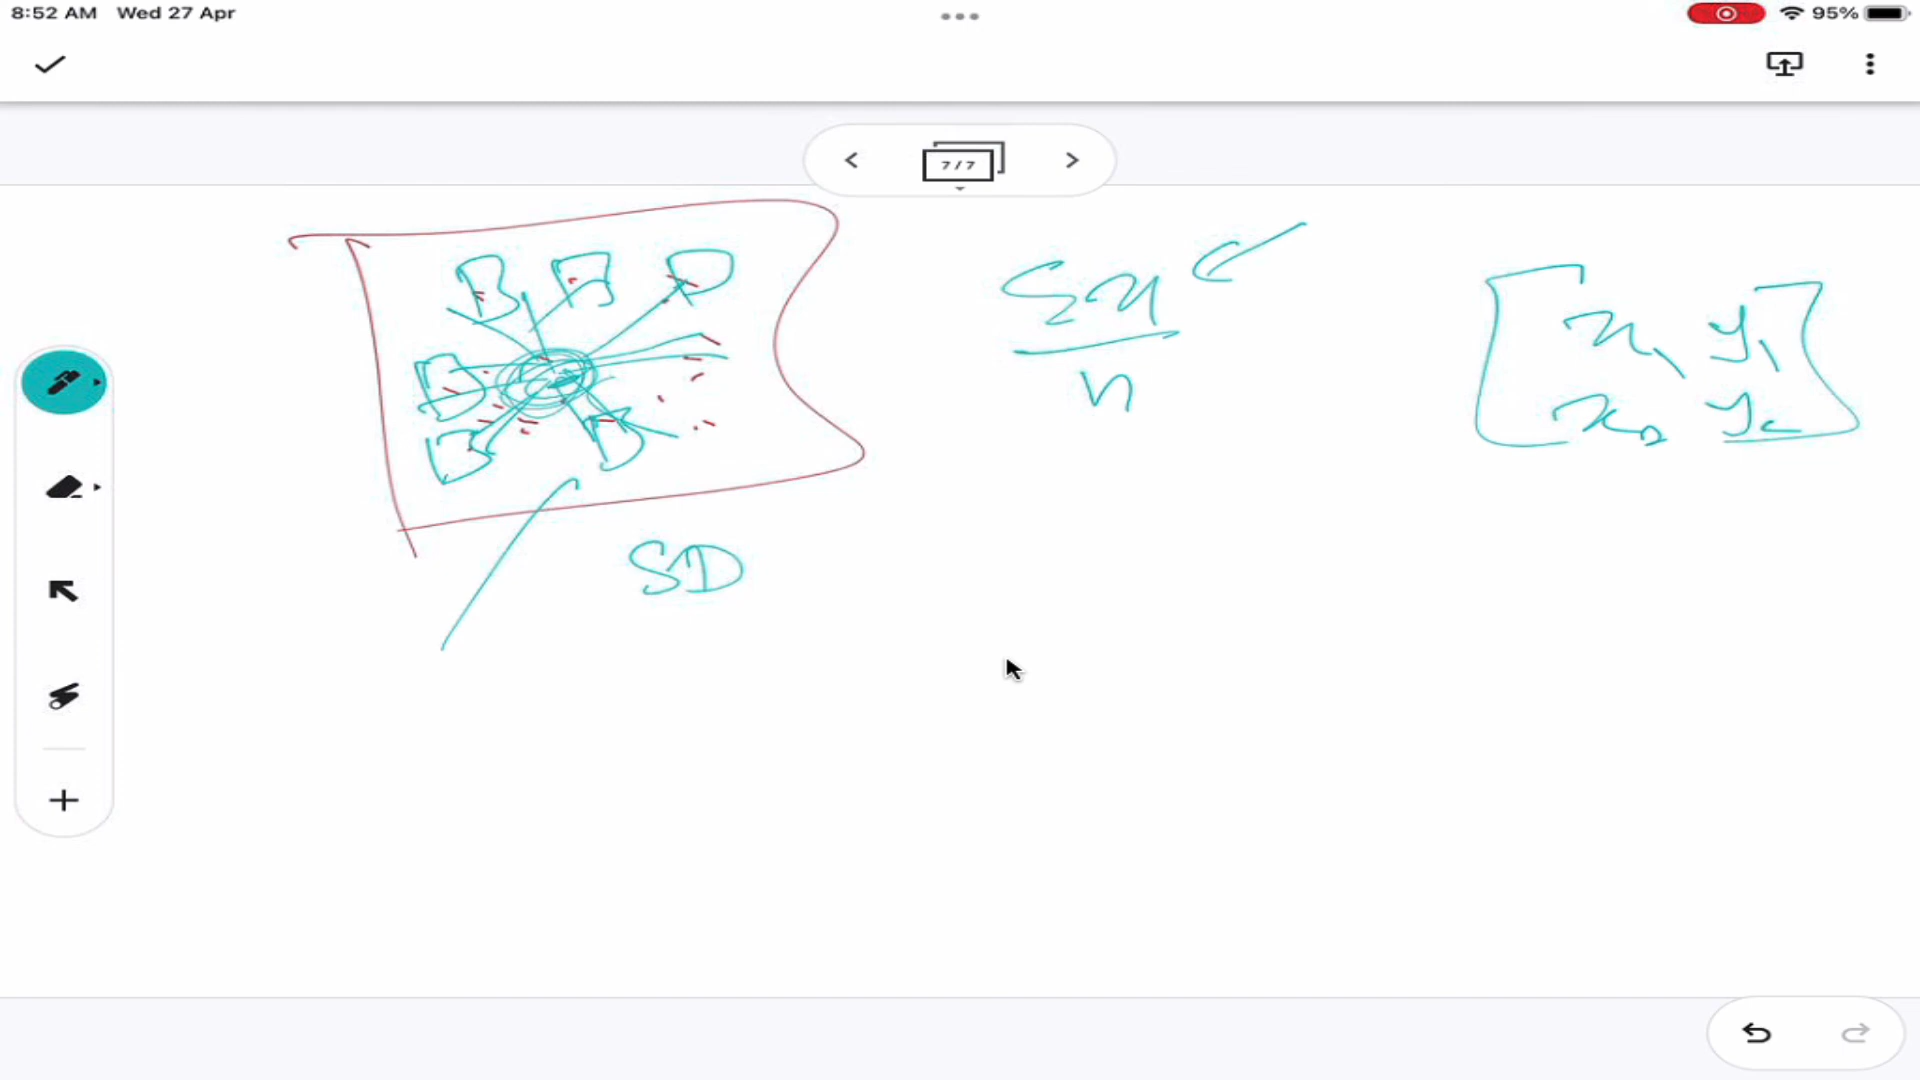 8:52 AM Wed 27 Apr
95%
7/7
B B D
B
B D
SD
Σx
n
x₁ y₁
x₂ y₂